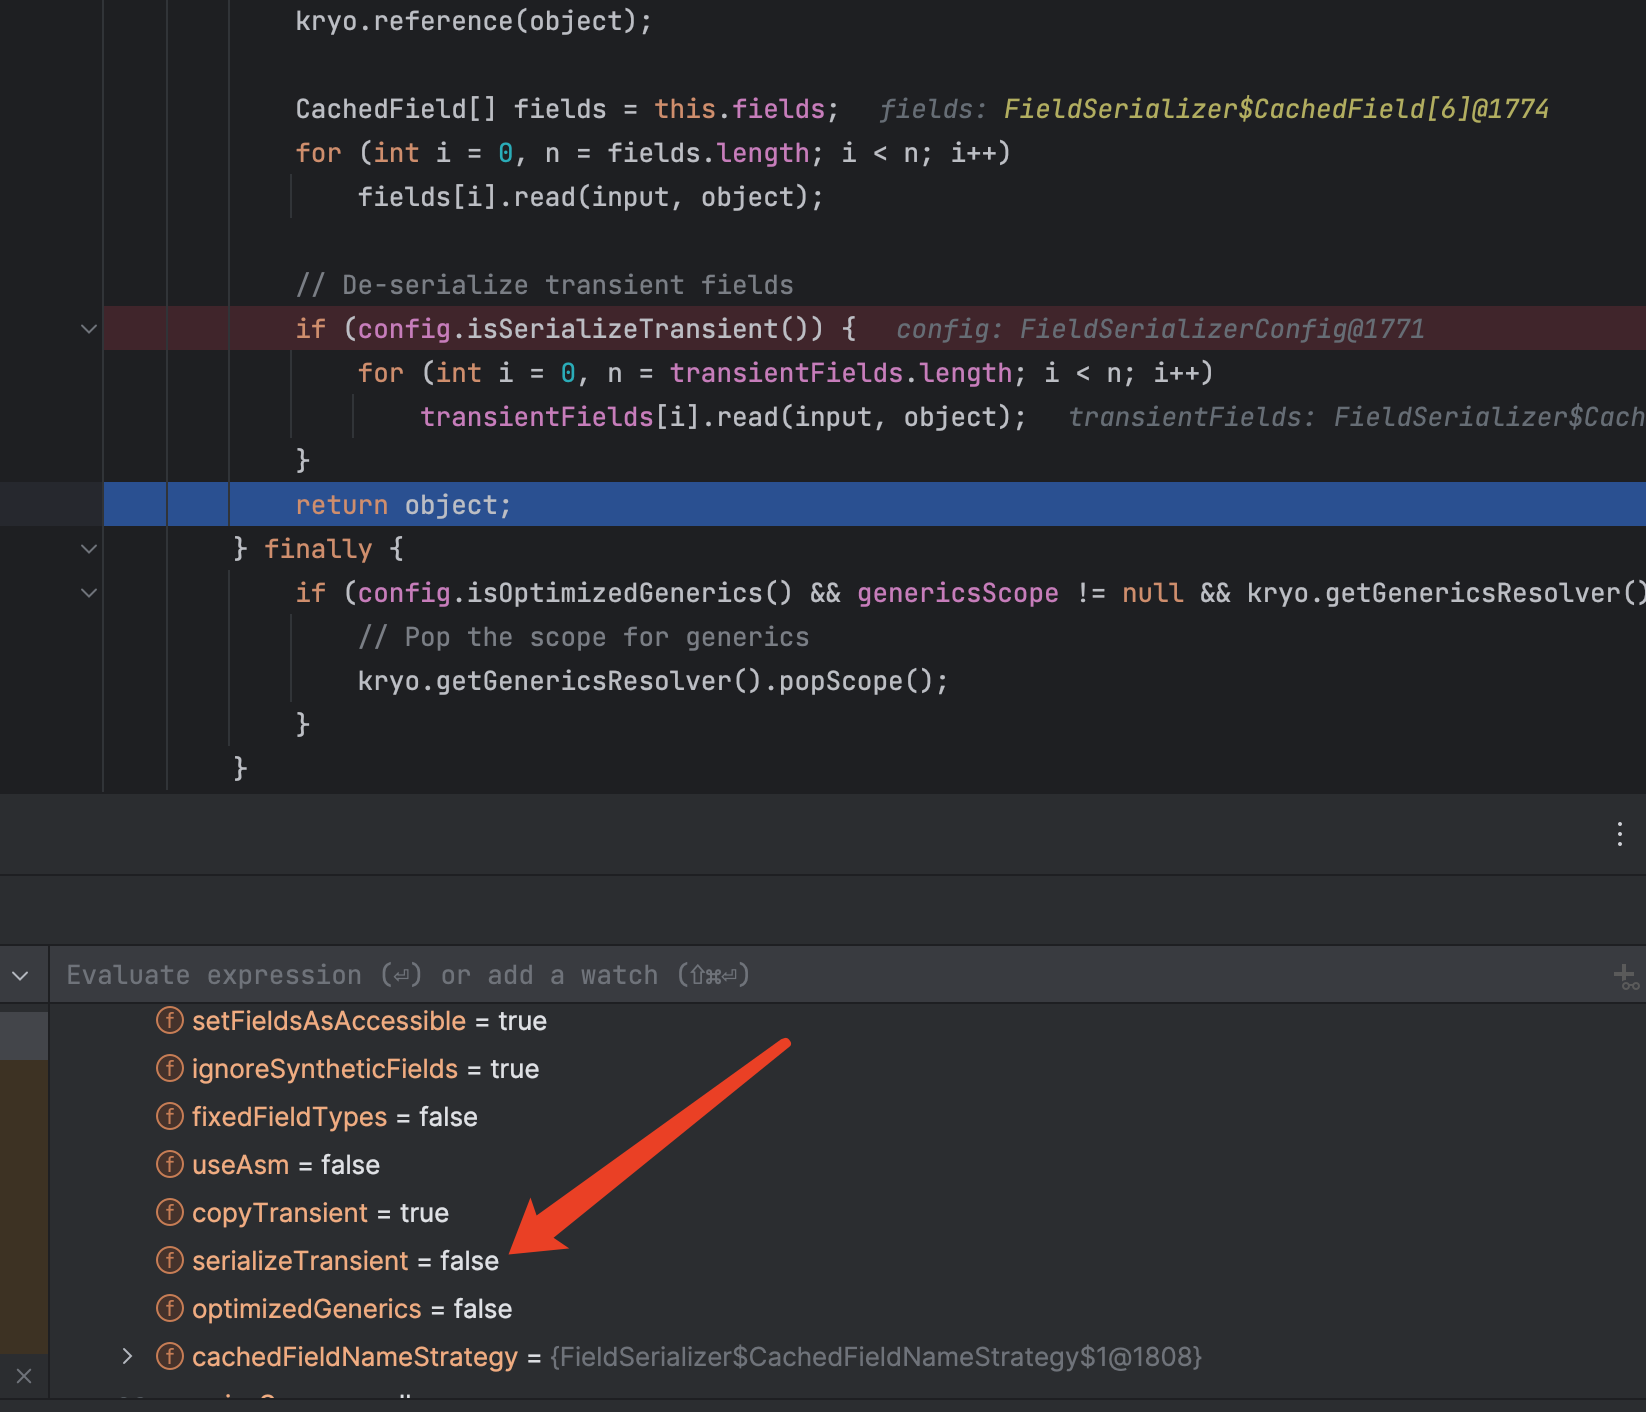 kryo.reference(object);
CachedField[] fields = this.fields;   fields: FieldSerializer$CachedField[6]@1774
for (int i = 0, n = fields.length; i < n; i++)
fields[i].read(input, object);
// De-serialize transient fields
if (config.isSerializeTransient()) {   config: FieldSerializerConfig@1771
for (int i = 0, n = transientFields.length; i < n; i++)
transientFields[i].read(input, object);   transientFields: FieldSerializer$Cach
}
return object;
} finally {
if (config.isOptimizedGenerics() && genericsScope != null && kryo.getGenericsResolver()
// Pop the scope for generics
kryo.getGenericsResolver().popScope();
}
}
Evaluate expression (⏎) or add a watch (⇧⌘⏎)
setFieldsAsAccessible = true
ignoreSyntheticFields = true
fixedFieldTypes = false
useAsm = false
copyTransient = true
serializeTransient = false
optimizedGenerics = false
cachedFieldNameStrategy = {FieldSerializer$CachedFieldNameStrategy$1@1808}